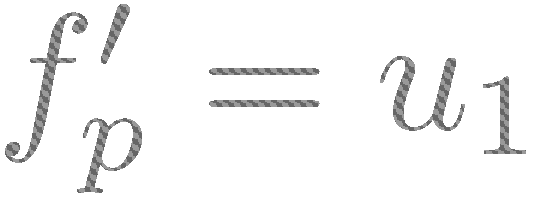 f'_p = u_1